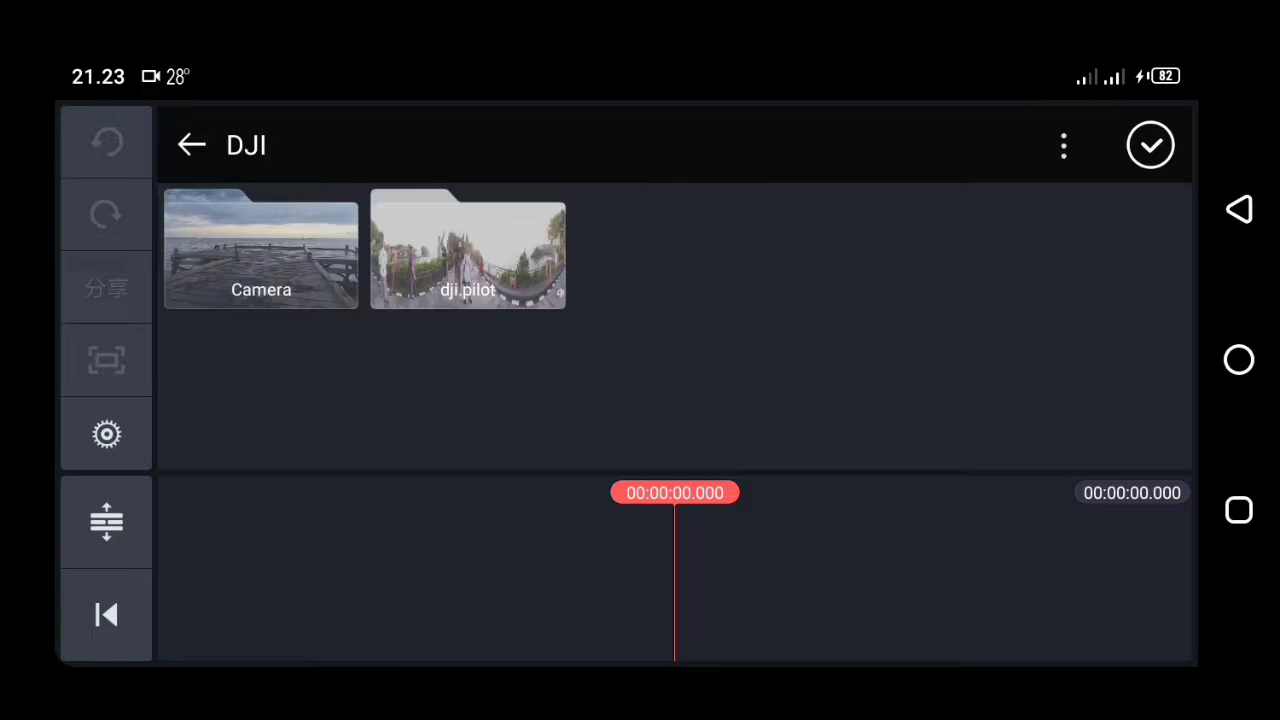 21.23 28°
82
DJI
Camera
dji.pilot
分享
00:00:00.000
00:00:00.000